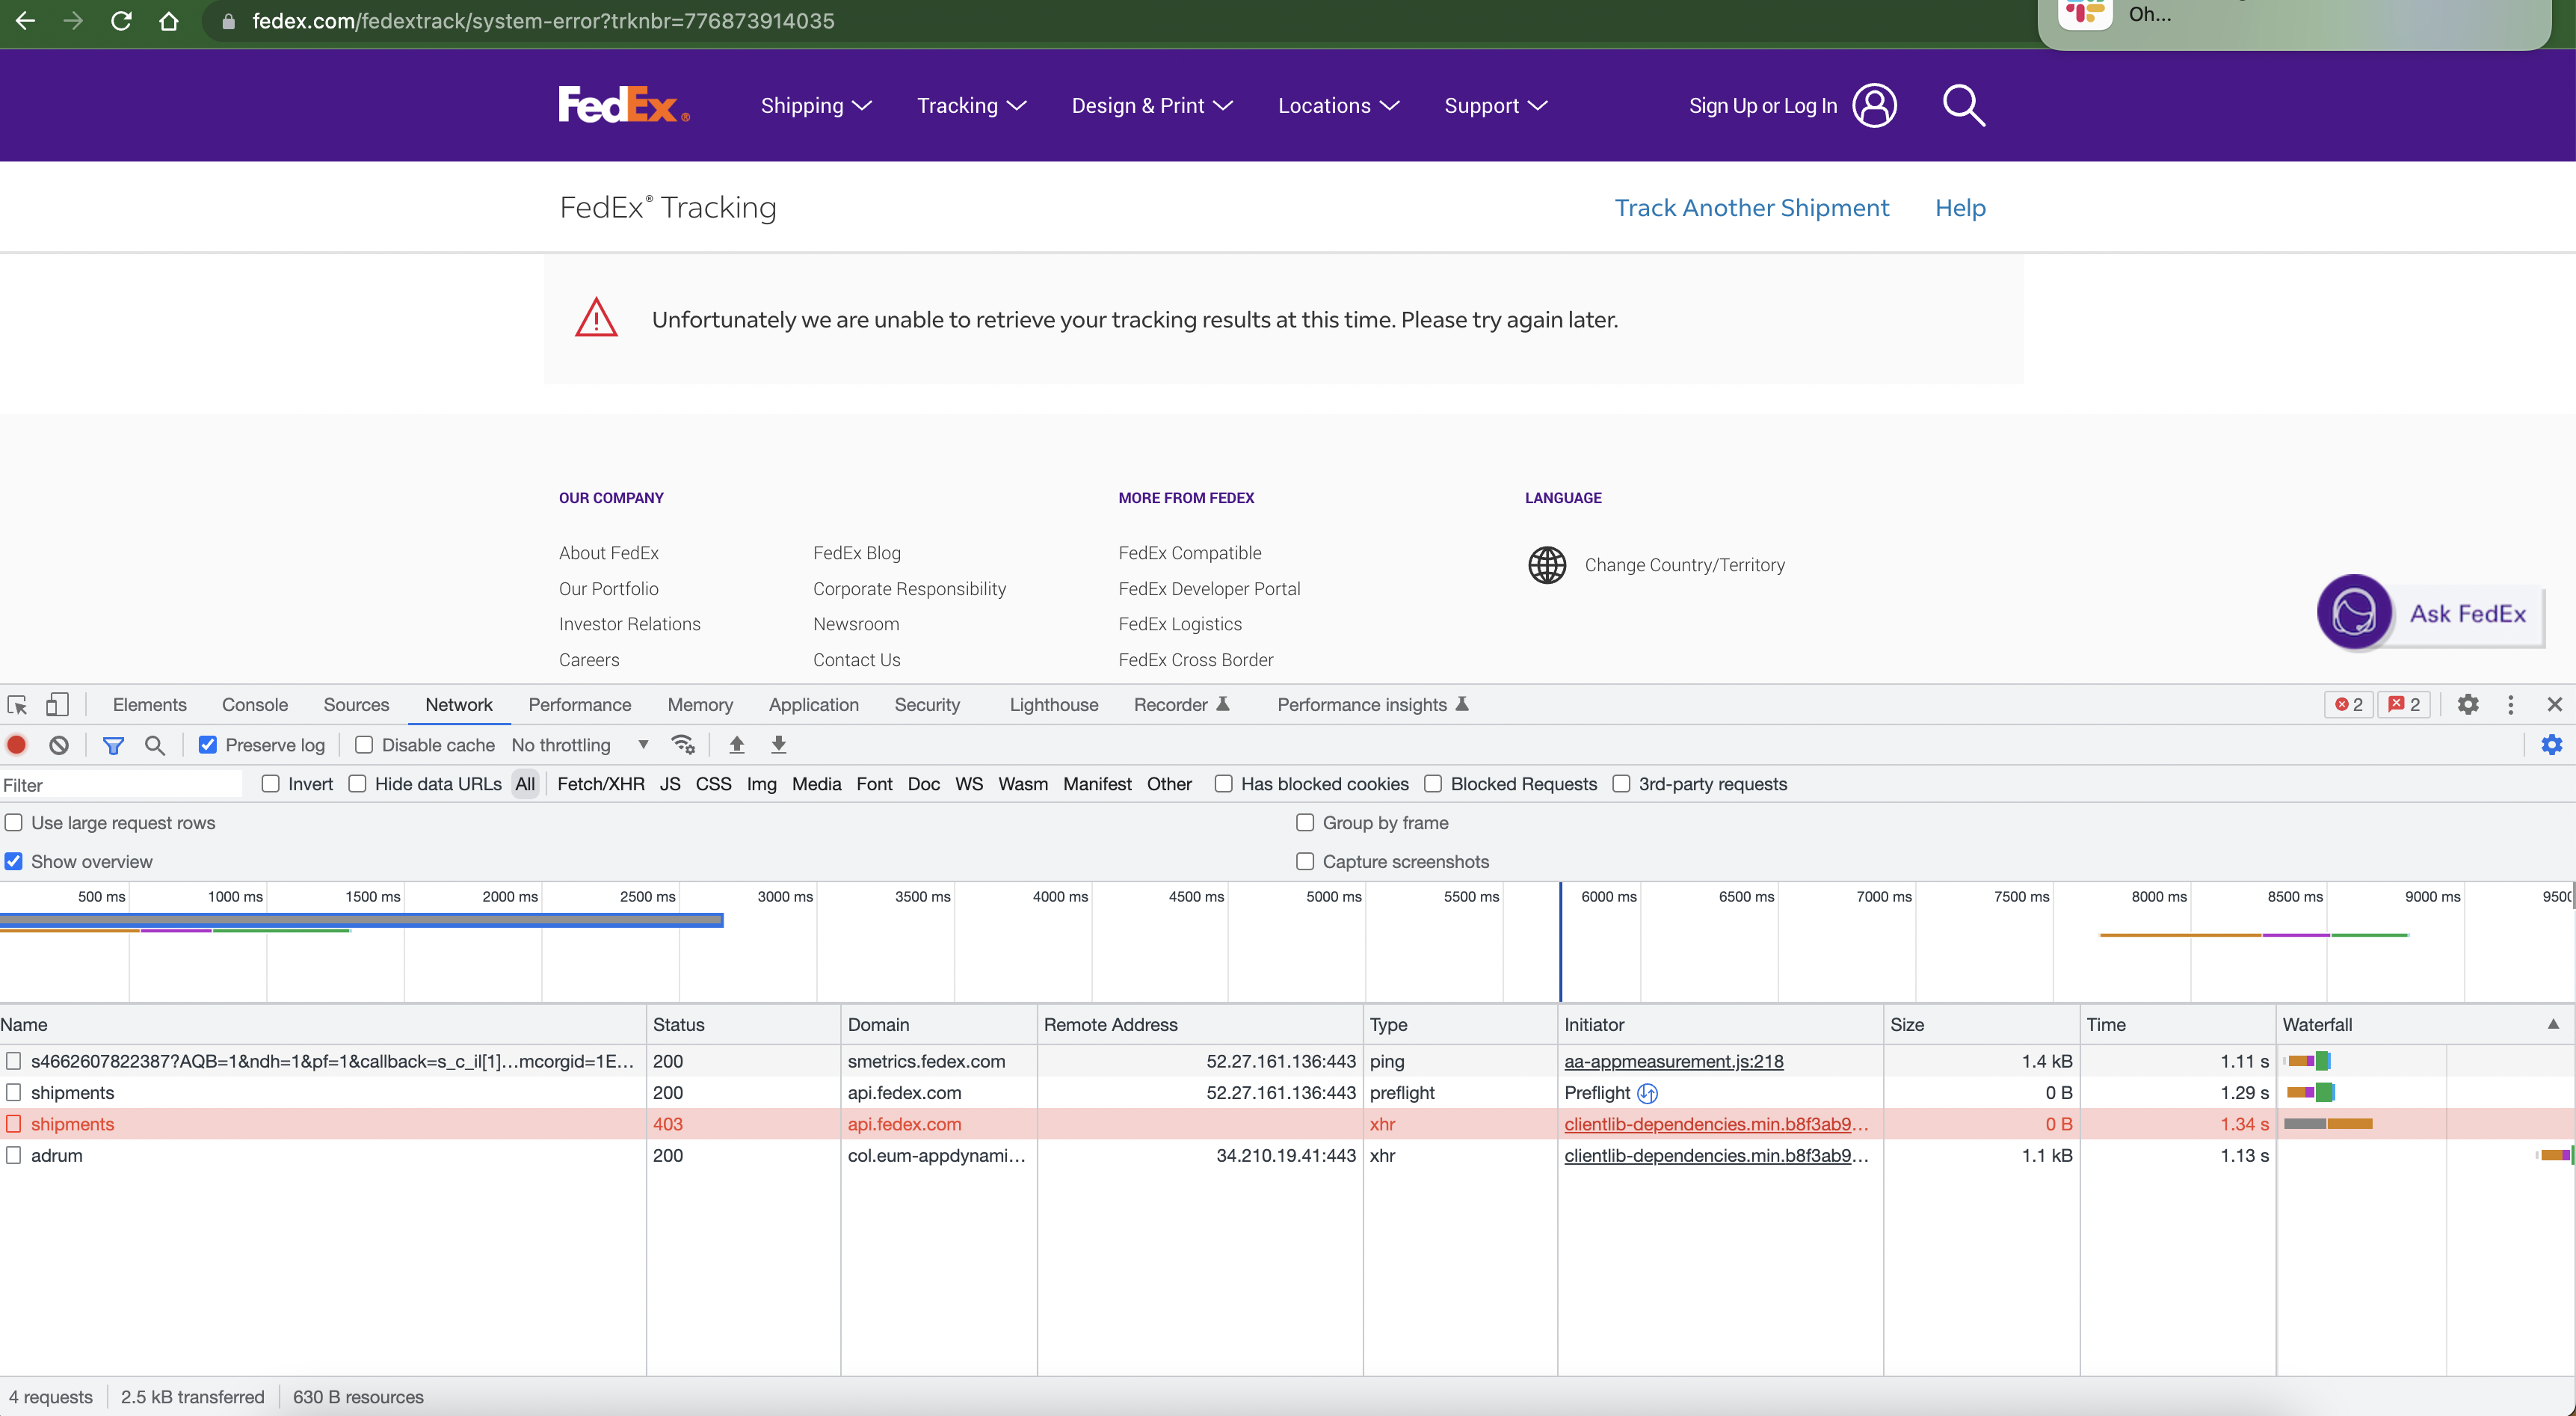 fedex.com/fedextrack/system-error?trknbr=776873914035
Oh...
FedEx®
Shipping
Tracking
Design & Print
Locations
Support
Sign Up or Log In
FedEx® Tracking
Track Another Shipment
Help
Unfortunately we are unable to retrieve your tracking results at this time. Please try again later.
OUR COMPANY
MORE FROM FEDEX
LANGUAGE
About FedEx
FedEx Blog
FedEx Compatible
Change Country/Territory
Our Portfolio
Corporate Responsibility
FedEx Developer Portal
Investor Relations
Newsroom
FedEx Logistics
Ask FedEx
Careers
Contact Us
FedEx Cross Border
Elements Console Sources Network Performance Memory Application Security Lighthouse Recorder Performance insights 2 2
Preserve log Disable cache No throttling
Filter Invert Hide data URLs All Fetch/XHR JS CSS Img Media Font Doc WS Wasm Manifest Other Has blocked cookies Blocked Requests 3rd-party requests
Use large request rows Group by frame
Show overview Capture screenshots
500 ms 1000 ms 1500 ms 2000 ms 2500 ms 3000 ms 3500 ms 4000 ms 4500 ms 5000 ms 5500 ms 6000 ms 6500 ms 7000 ms 7500 ms 8000 ms 8500 ms 9000 ms 9500
Name Status Domain Remote Address Type Initiator Size Time Waterfall
s4662607822387?AQB=1&ndh=1&pf=1&callback=s_c_il[1]…mcorgid=1E… 200 smetrics.fedex.com 52.27.161.136:443 ping aa-appmeasurement.js:218 1.4 kB 1.11 s
shipments 200 api.fedex.com 52.27.161.136:443 preflight Preflight 0 B 1.29 s
shipments 403 api.fedex.com xhr clientlib-dependencies.min.b8f3ab9… 0 B 1.34 s
adrum 200 col.eum-appdynami… 34.210.19.41:443 xhr clientlib-dependencies.min.b8f3ab9… 1.1 kB 1.13 s
4 requests 2.5 kB transferred 630 B resources